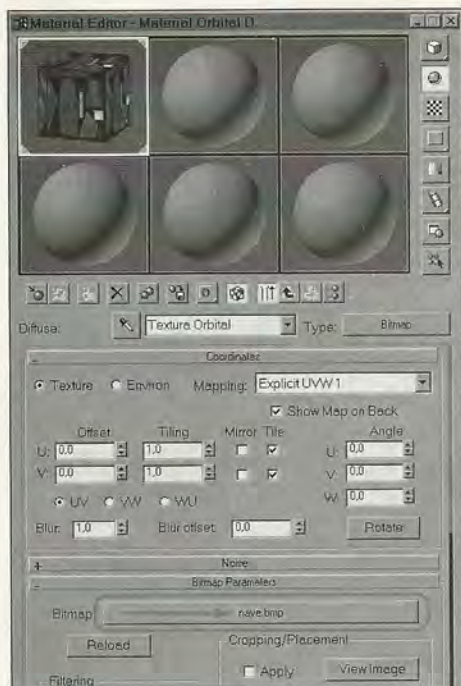 Material Editor - Material Orbital D.
Diffuse: Textura Orbital Type: Bitmap
- Coordinates
Texture Environ Mapping: Explicit UVW 1
Show Map on Back
Offset Tiling Mirror Tile Angle
U: 0,0 1,0 U: 0,0
V: 0,0 1,0 V: 0,0
UV VW WU W: 0,0
Blur: 1,0 Blur offset: 0,0 Rotate
+ Noise
- Bitmap Parameters
Bitmap: nave.bmp
Reload Cropping/Placement
Apply View Image
Filtering